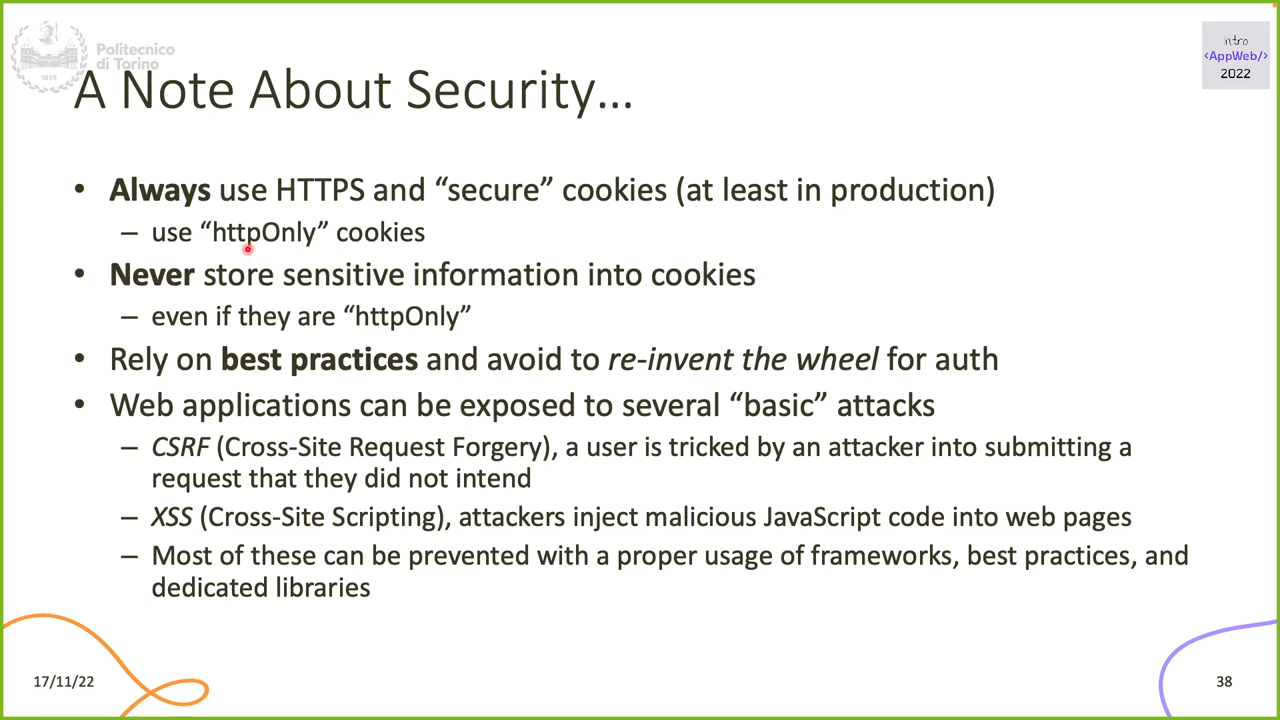 Politecnico
di Torino
1859
intro
<AppWeb/>
2022
A Note About Security...
• Always use HTTPS and “secure” cookies (at least in production)
– use “httpOnly” cookies
• Never store sensitive information into cookies
– even if they are “httpOnly”
• Rely on best practices and avoid to re-invent the wheel for auth
• Web applications can be exposed to several “basic” attacks
– CSRF (Cross-Site Request Forgery), a user is tricked by an attacker into submitting a
request that they did not intend
– XSS (Cross-Site Scripting), attackers inject malicious JavaScript code into web pages
– Most of these can be prevented with a proper usage of frameworks, best practices, and
dedicated libraries
17/11/22
38